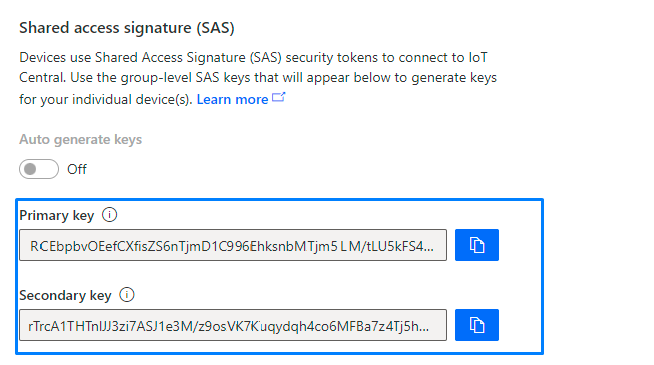 Shared access signature (SAS)
Devices use Shared Access Signature (SAS) security tokens to connect to IoT
Central. Use the group-level SAS keys that will appear below to generate keys
for your individual device(s). Learn more
Auto generate keys
Off
Primary key
RCEbpbvOEefCXfisZS6nTjmD1C996EhksnbMTjm5LM/tLU5kFS4...
Secondary key
rTrcA1THTnIJJ3zi7ASJ1e3M/z9osVK7Kuqydqh4co6MFBa7z4Tj5h...